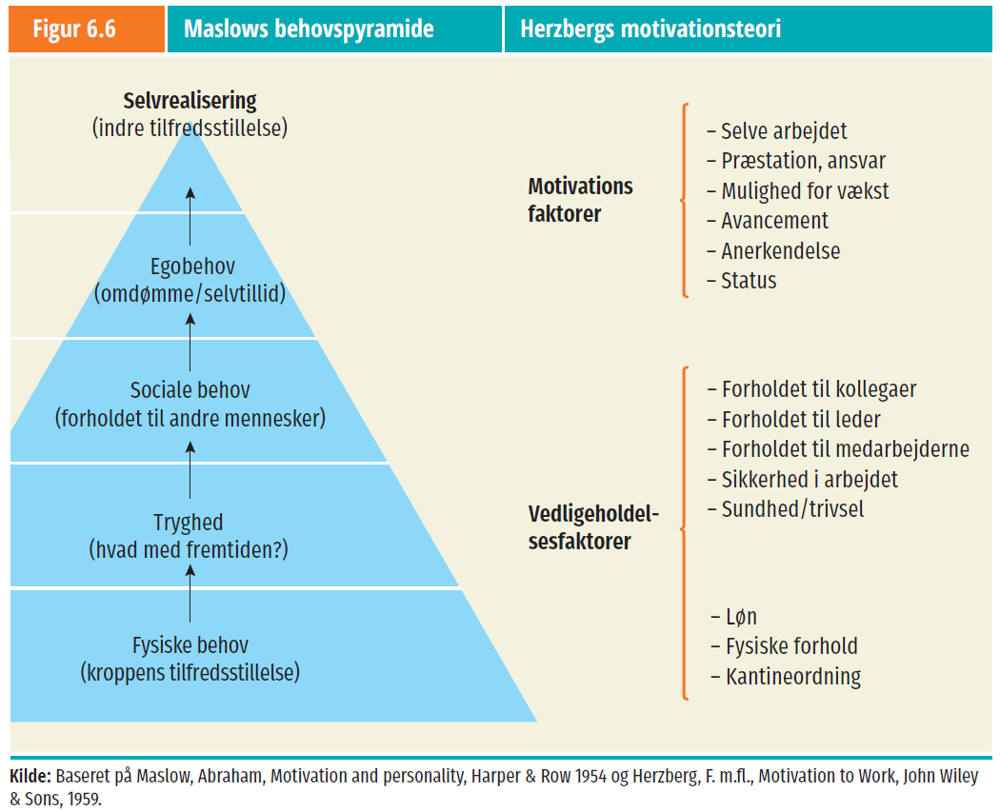 Figur 6.6
Maslows behovspyramide
Herzbergs motivationsteori
Selvrealisering
(indre tilfredsstillelse)
Egobehov
(omdømme/selvtillid)
Sociale behov
(forholdet til andre mennesker)
Tryghed
(hvad med fremtiden?)
Fysiske behov
(kroppens tilfredsstillelse)
Motivations
faktorer
– Selve arbejdet
– Præstation, ansvar
– Mulighed for vækst
– Avancement
– Anerkendelse
– Status
Vedligeholdel-
sesfaktorer
– Forholdet til kollegaer
– Forholdet til leder
– Forholdet til medarbejderne
– Sikkerhed i arbejdet
– Sundhed/trivsel
– Løn
– Fysiske forhold
– Kantineordning
Kilde: Baseret på Maslow, Abraham, Motivation and personality, Harper & Row 1954 og Herzberg, F. m.fl., Motivation to Work, John Wiley
& Sons, 1959.